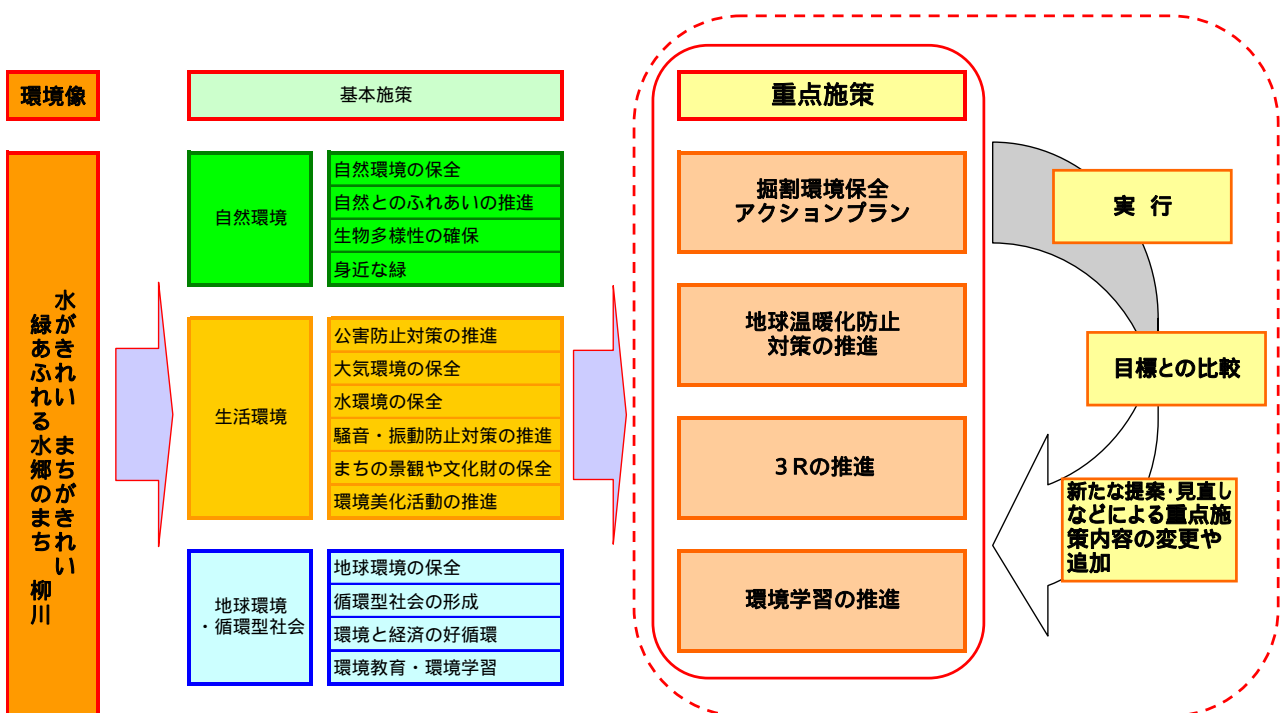 環境像
水がきれい　まちがきれい
緑あふれる水郷のまち　柳川
基本施策
自然環境
自然環境の保全
自然とのふれあいの推進
生物多様性の確保
身近な緑
生活環境
公害防止対策の推進
大気環境の保全
水環境の保全
騒音・振動防止対策の推進
まちの景観や文化財の保全
環境美化活動の推進
地球環境
・循環型社会
地球環境の保全
循環型社会の形成
環境と経済の好循環
環境教育・環境学習
重点施策
掘割環境保全
アクションプラン
地球温暖化防止
対策の推進
３Ｒの推進
環境学習の推進
実　行
目標との比較
新たな提案・見直し
などによる重点施
策内容の変更や
追加